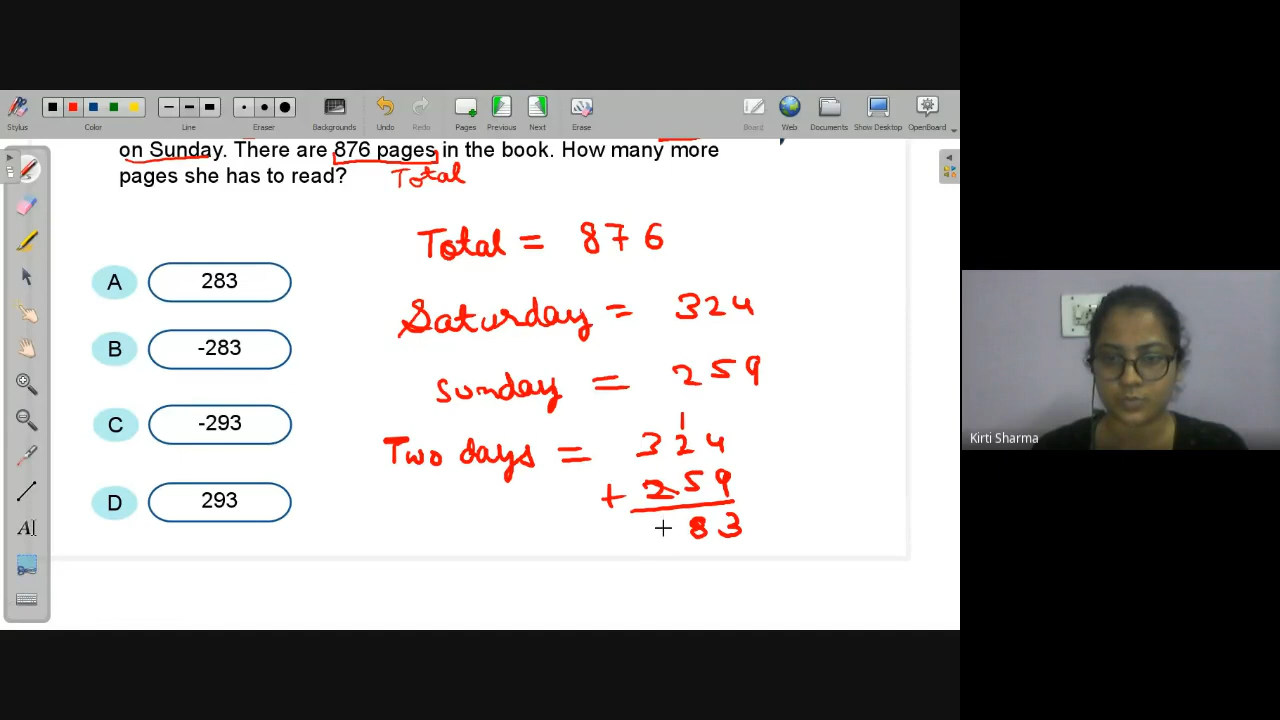 Stylus Color Line Eraser Backgrounds Undo Redo Pages Previous Next Erase Board Web Documents Show Desktop OpenBoard
on Sunday. There are 876 pages in the book. How many more
pages she has to read?
Total
Total = 876
A 283
Saturday = 324
B -283
Sunday = 259
C -293
1
Two days = 324
+ 259
D 293
83
Kirti Sharma